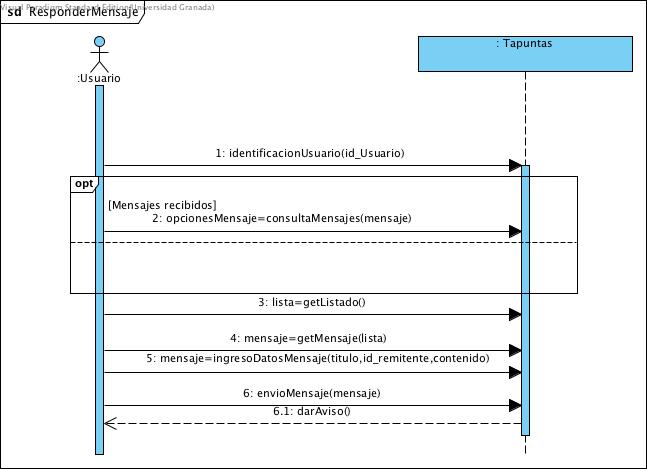 Visual Paradigm Standard Edition(Universidad Granada)
sd ResponderMensaje
: Tapuntas
:Usuario
1: identificacionUsuario(id_Usuario)
opt
[Mensajes recibidos]
2: opcionesMensaje=consultaMensajes(mensaje)
3: lista=getListado()
4: mensaje=getMensaje(lista)
5: mensaje=ingresoDatosMensaje(titulo,id_remitente,contenido)
6: envioMensaje(mensaje)
6.1: darAviso()